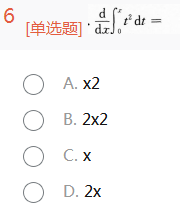 6 [单选题] . d/dx ∫₀ˣ t² dt =
A. x2
B. 2x2
C. x
D. 2x